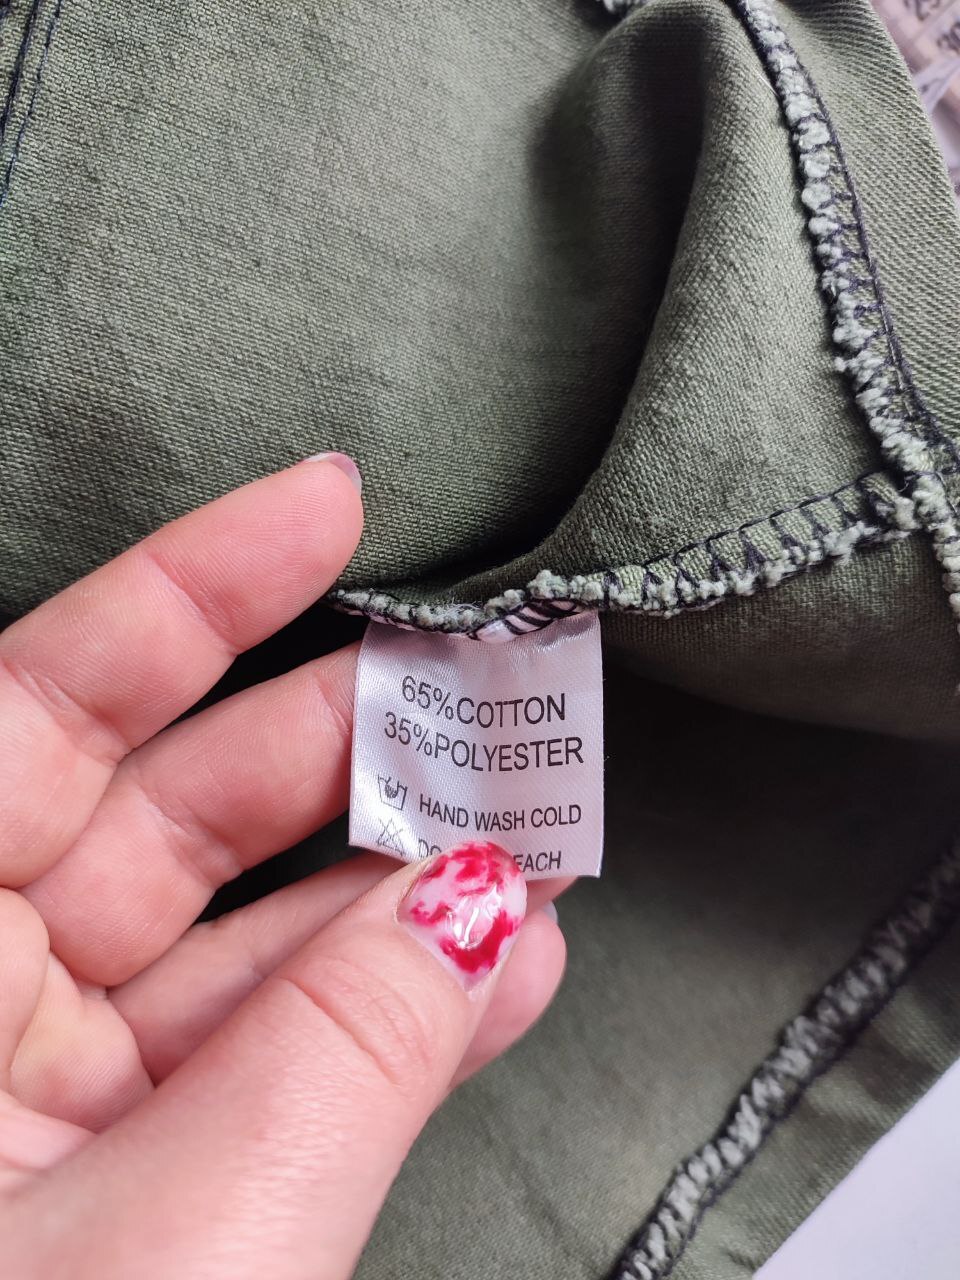 65%COTTON
35%POLYESTER
HAND WASH COLD